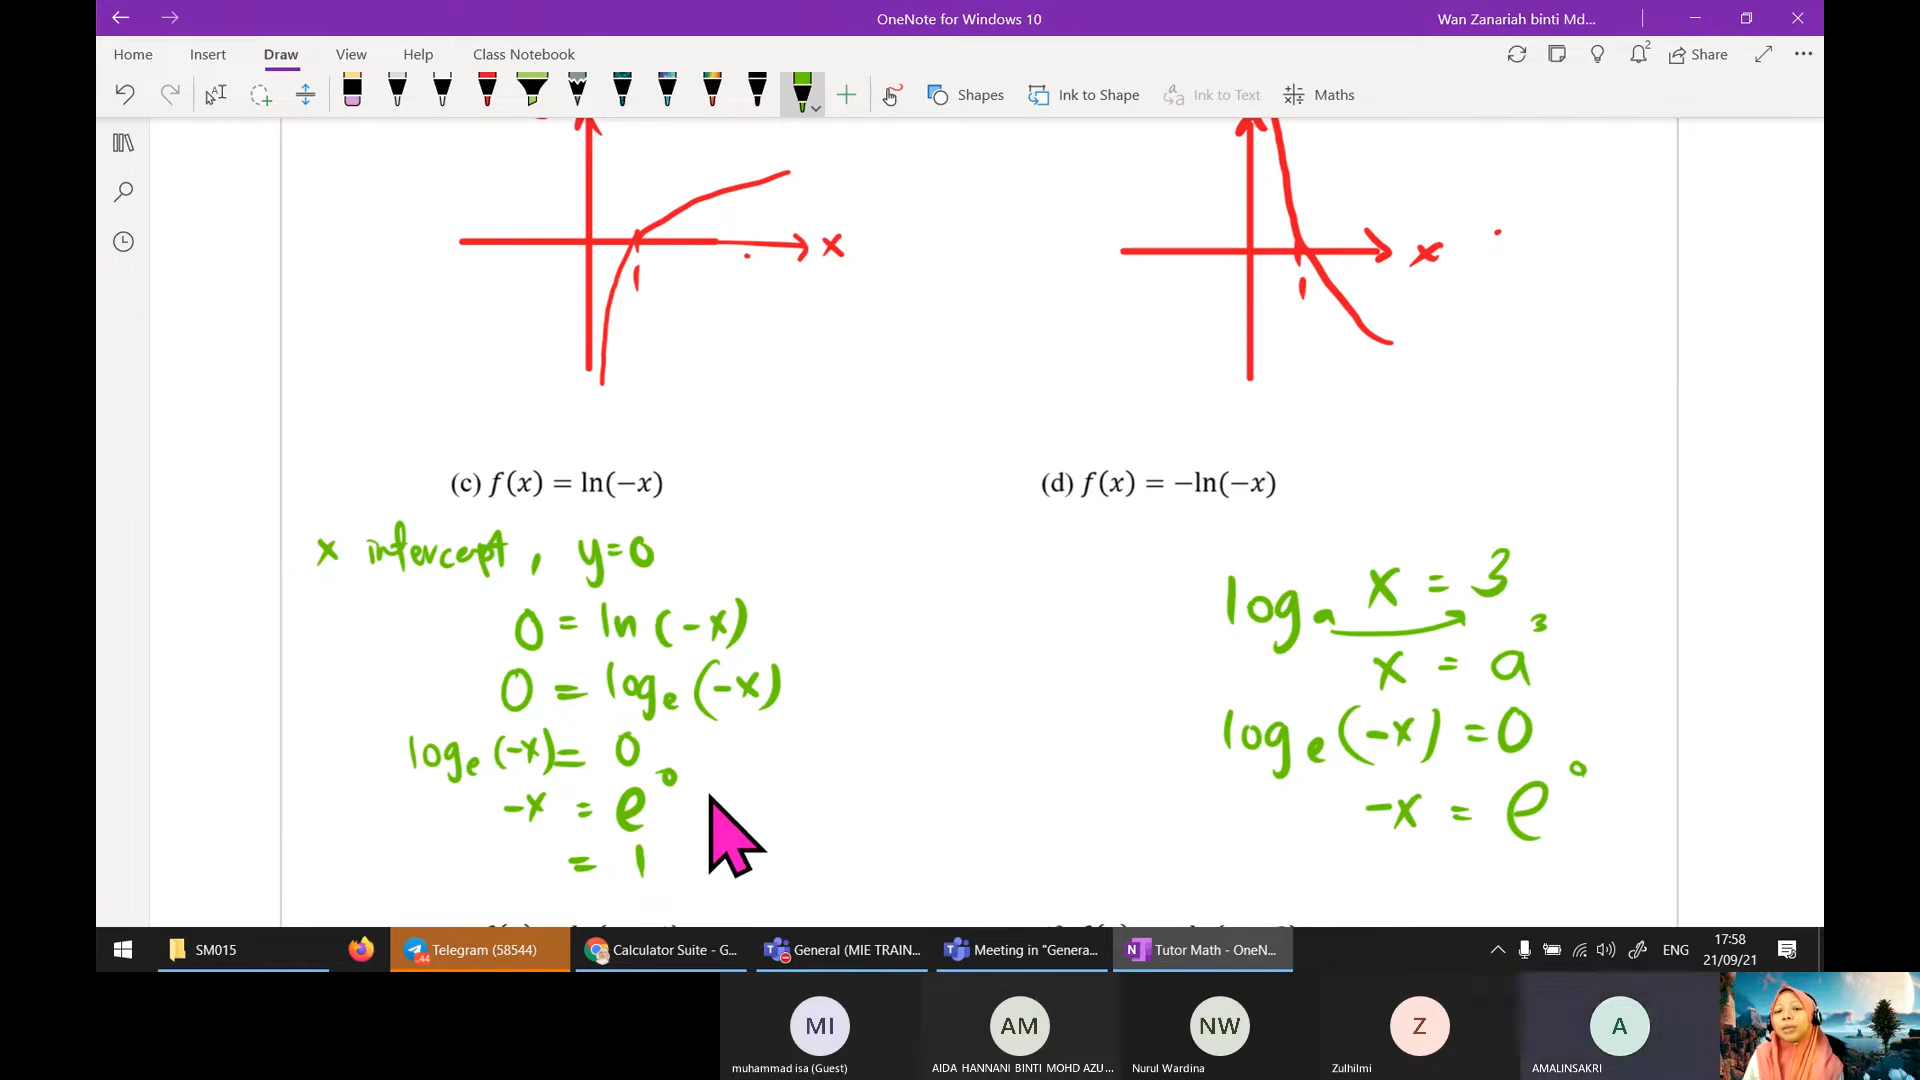 OneNote for Windows 10
Wan Zanariah binti Md...
Home Insert Draw View Help Class Notebook
2
Share
Shapes
Ink to Shape
Ink to Text
Maths
x
1
x
1
(c) f(x) = ln(−x)
x intercept, y=0
0 = ln (-x)
0 = logₑ (-x)
logₑ (-x) = 0
-x = e⁰
= 1
(d) f(x) = −ln(−x)
logₐ x = 3
x = a³
logₑ (-x) = 0
-x = e⁰
SM015
44
Telegram (58544)
Calculator Suite - G...
General (MIE TRAIN...
Meeting in "Genera...
N
Tutor Math - OneN...
ENG
17:58
21/09/21
MI
muhammad isa (Guest)
AM
AIDA HANNANI BINTI MOHD AZU...
NW
Nurul Wardina
Z
Zulhilmi
A
AMALINSAKRI